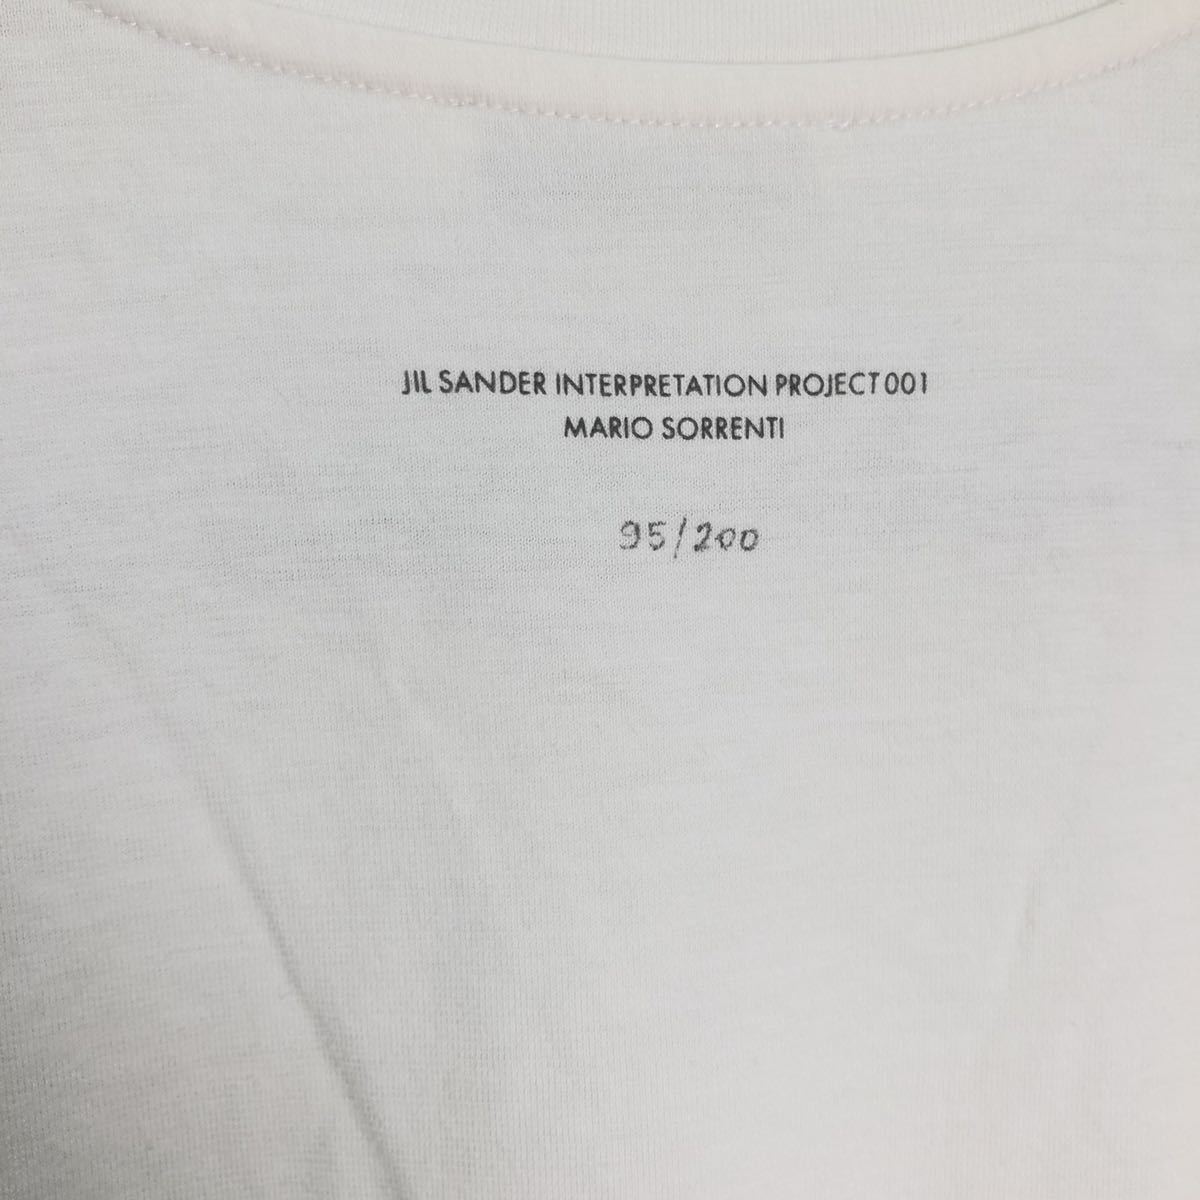 JIL SANDER INTERPRETATION PROJECT 001
MARIO SORRENTI
95/200